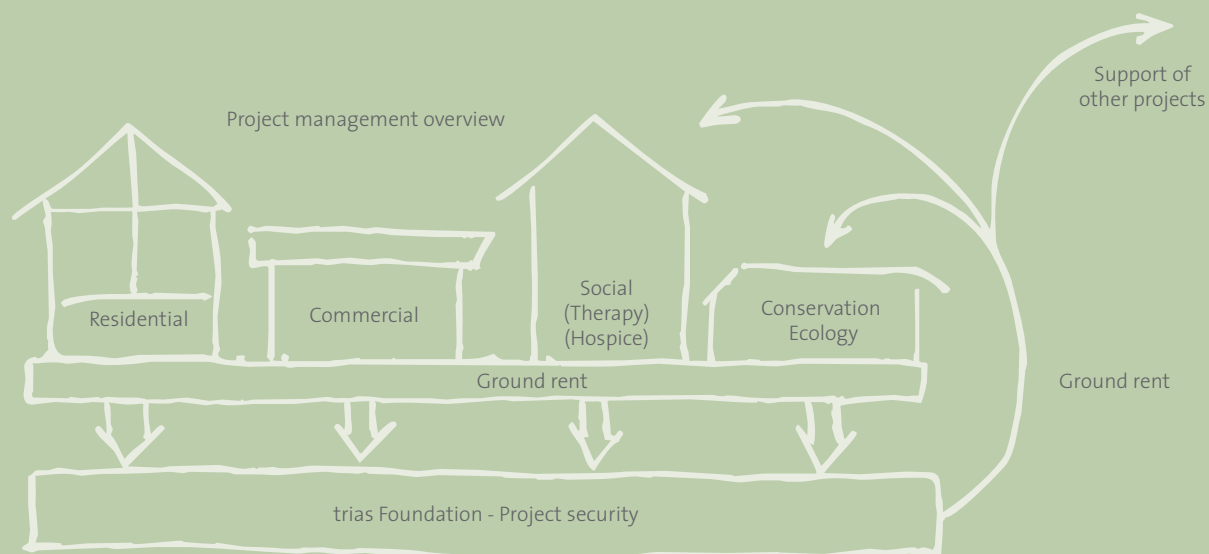 Support of
other projects
Project management overview
Residential
Commercial
Social
(Therapy)
(Hospice)
Conservation
Ecology
Ground rent
Ground rent
trias Foundation - Project security